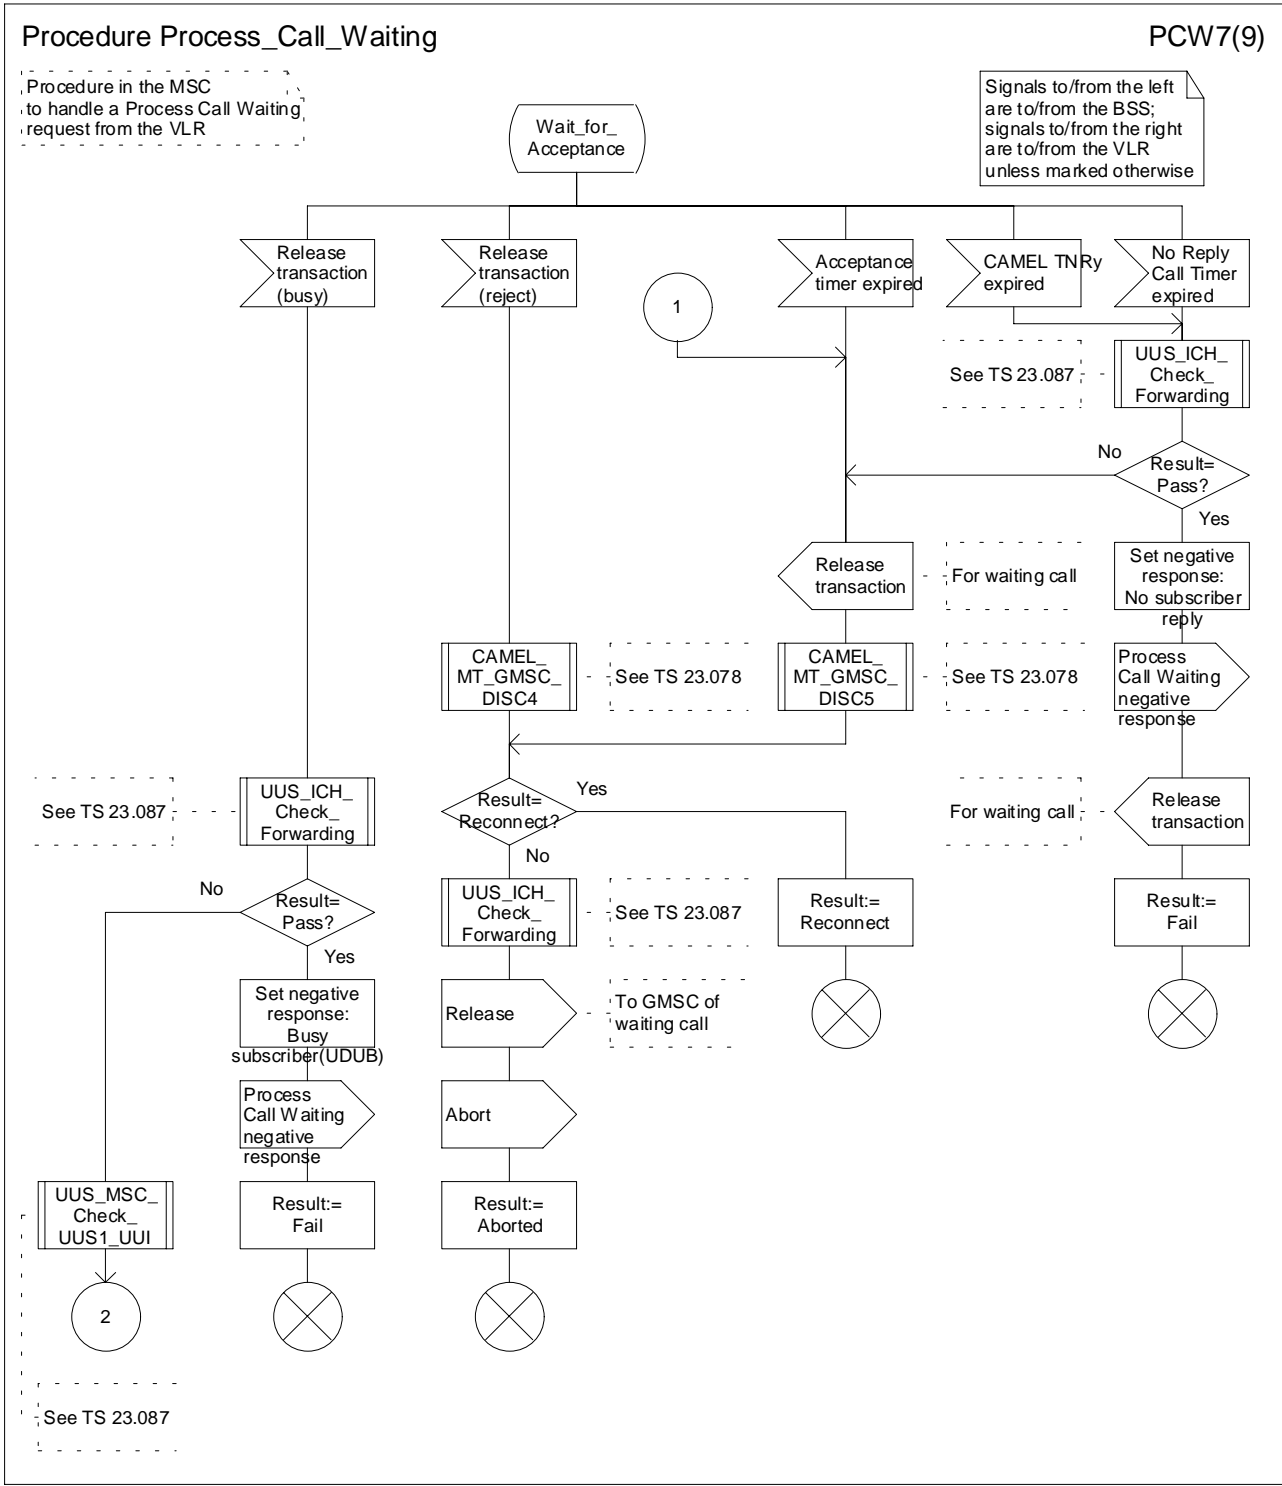 Procedure Process_Call_Waiting
PCW7(9)
Procedure in the MSC
to handle a Process Call Waiting
request from the VLR
Signals to/from the left
are to/from the BSS;
signals to/from the right
are to/from the VLR
unless marked otherwise
Wait_for_
Acceptance
Release
transaction
(busy)
Release
transaction
(reject)
Acceptance
timer expired
CAMEL TNRy
expired
No Reply
Call Timer
expired
1
See TS 23.087
UUS_ICH_
Check_
Forwarding
No
Result=
Pass?
Yes
Release
transaction
For waiting call
Set negative
response:
No subscriber
reply
CAMEL_
MT_GMSC_
DISC4
See TS 23.078
CAMEL_
MT_GMSC_
DISC5
See TS 23.078
Process
Call Waiting
negative
response
See TS 23.087
UUS_ICH_
Check_
Forwarding
Result=
Reconnect?
Yes
No
For waiting call
Release
transaction
No
Result=
Pass?
Yes
UUS_ICH_
Check_
Forwarding
See TS 23.087
Result:=
Reconnect
Result:=
Fail
Set negative
response:
Busy
subscriber(UDUB)
Release
To GMSC of
waiting call
Process
Call Waiting
negative
response
Abort
UUS_MSC_
Check_
UUS1_UUI
Result:=
Fail
Result:=
Aborted
2
See TS 23.087